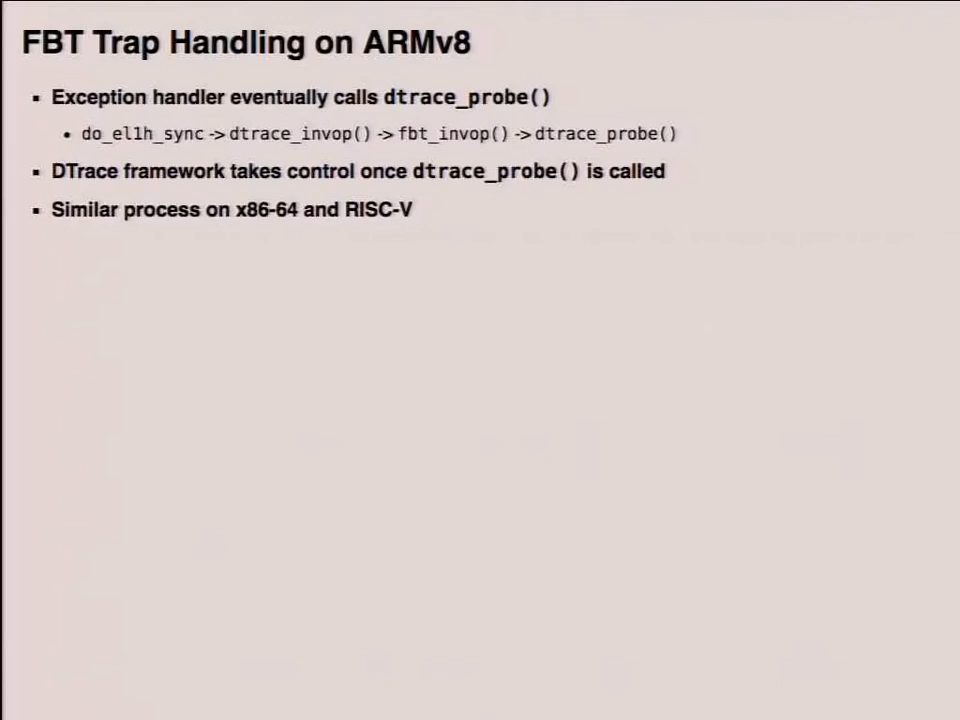 FBT Trap Handling on ARMv8
▪ Exception handler eventually calls dtrace_probe()
• do_el1h_sync -> dtrace_invop() -> fbt_invop() -> dtrace_probe()
▪ DTrace framework takes control once dtrace_probe() is called
▪ Similar process on x86-64 and RISC-V